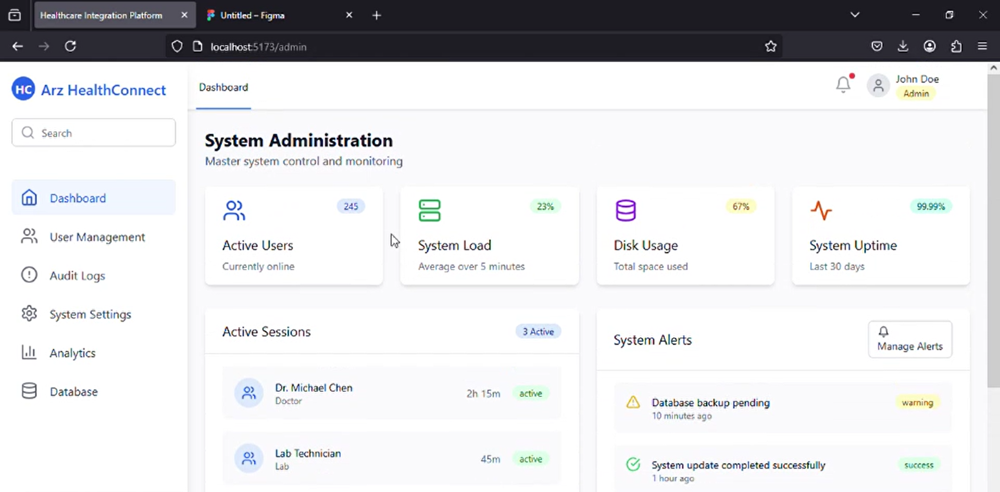 Healthcare Integration Platform
Untitled – Figma
localhost:5173/admin
HC Arz HealthConnect
Search
Dashboard
User Management
Audit Logs
System Settings
Analytics
Database
Dashboard
John Doe
Admin
System Administration
Master system control and monitoring
245
Active Users
Currently online
23%
System Load
Average over 5 minutes
67%
Disk Usage
Total space used
99.99%
System Uptime
Last 30 days
Active Sessions
3 Active
Dr. Michael Chen
Doctor
2h 15m active
Lab Technician
Lab
45m active
System Alerts
Manage Alerts
Database backup pending
10 minutes ago
warning
System update completed successfully
1 hour ago
success